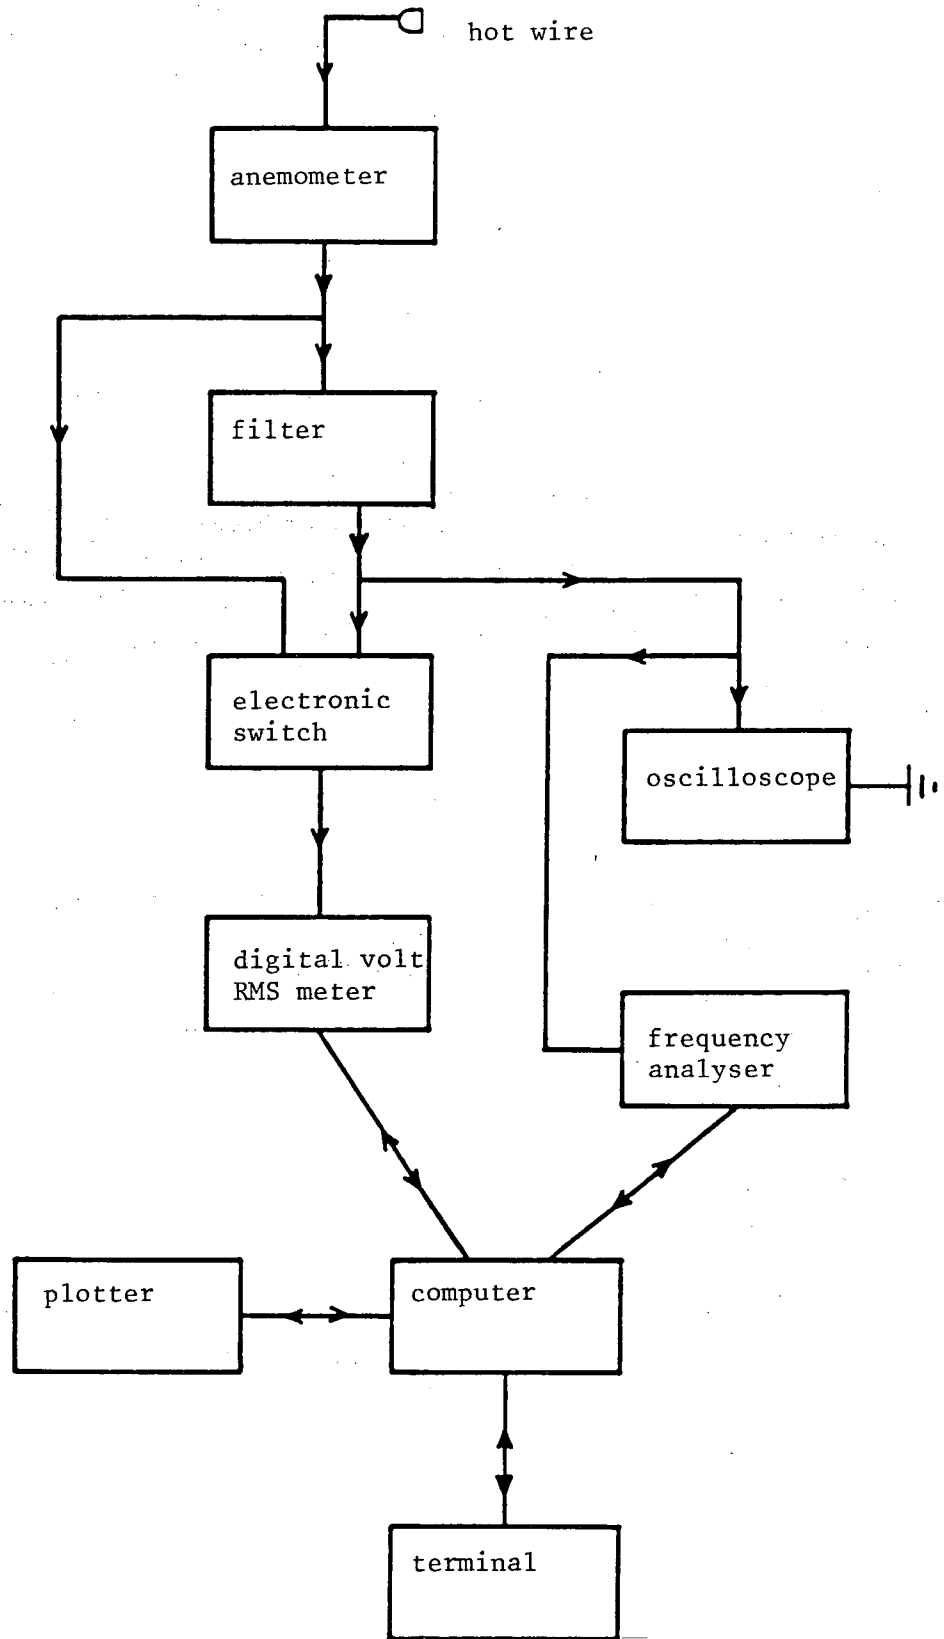 hot wire
anemometer
filter
electronic
switch
oscilloscope
digital volt
RMS meter
frequency
analyser
plotter
computer
terminal